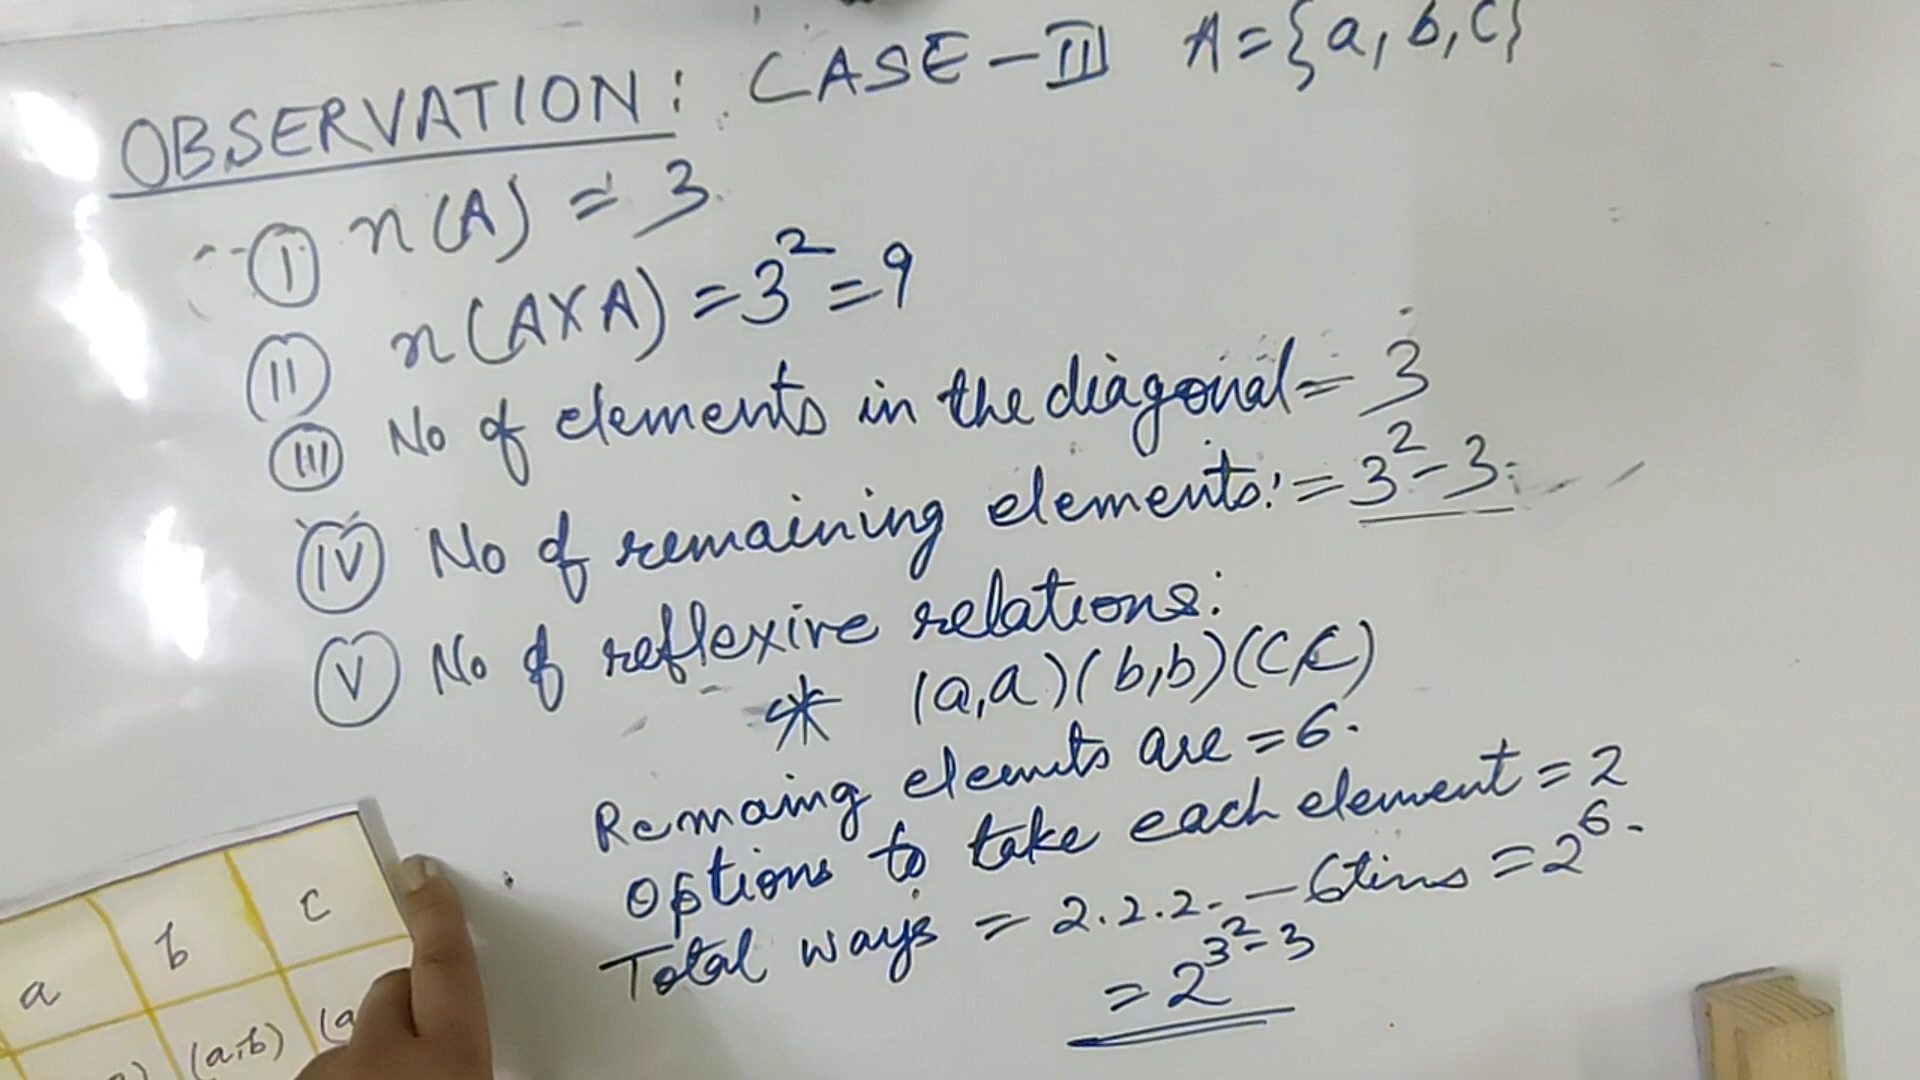 OBSERVATION: CASE-III A={a,b,c}
I n(A) = 3.
II n(A×A) = 3²=9
III No of elements in the diagonal = 3
IV No of remaining elements: = 3²-3
V No of reflexive relations:
* (a,a)(b,b)(c,c)
Remaing elements are = 6.
Options to take each element = 2
Total ways = 2.2.2.- - 6tims = 2⁶.
= 2^{3²-3}
a b c
(a,b) (a